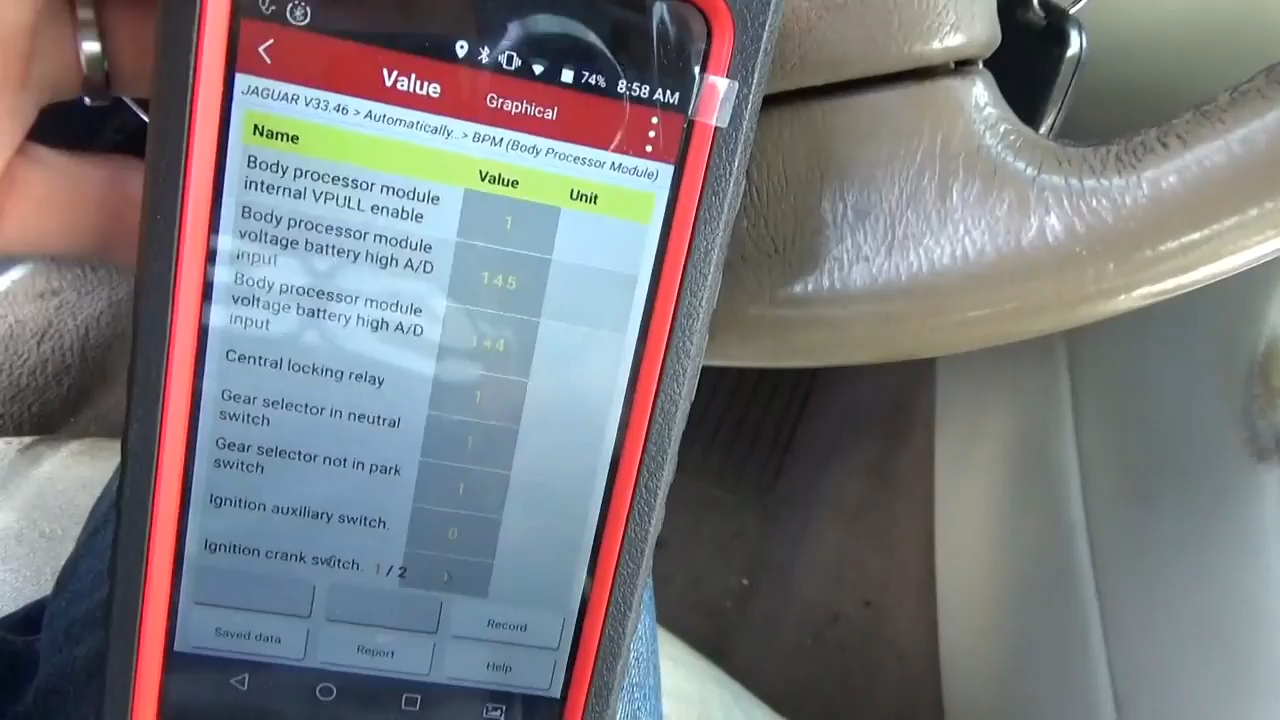 74% 8:58 AM
Value Graphical
JAGUAR V33.46 > Automatically... > BPM (Body Processor Module)
Name Value Unit
Body processor module
internal VPULL enable 1
Body processor module
voltage battery high A/D
input 145
Body processor module
voltage battery high A/D
input 144
Central locking relay 1
Gear selector in neutral
switch 1
Gear selector not in park
switch 1
Ignition auxiliary switch. 0
Ignition crank switch. 1 / 2
Record
Saved data Report Help